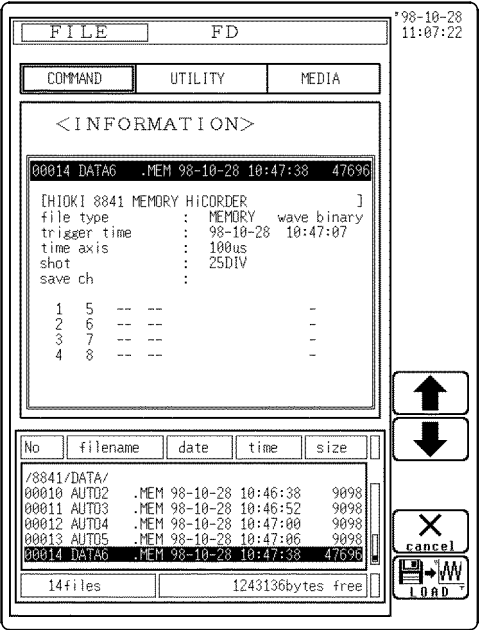 FILE FD
'98-10-28
11:07:22
COMMAND UTILITY MEDIA
<INFORMATION>
00014 DATA6 .MEM 98-10-28 10:47:38 47696
[HIOKI 8841 MEMORY HiCORDER ]
file type : MEMORY wave binary
trigger time : 98-10-28 10:47:07
time axis : 100us
shot : 25DIV
save ch :
1 5 -- -- -
2 6 -- -- -
3 7 -- -- -
4 8 -- -- -
No filename date time size
/8841/DATA/
00010 AUTO2 .MEM 98-10-28 10:46:38 9098
00011 AUTO3 .MEM 98-10-28 10:46:52 9098
00012 AUTO4 .MEM 98-10-28 10:47:00 9098
00013 AUTO5 .MEM 98-10-28 10:47:06 9098
00014 DATA6 .MEM 98-10-28 10:47:38 47696
14files 1243136bytes free
cancel
LOAD